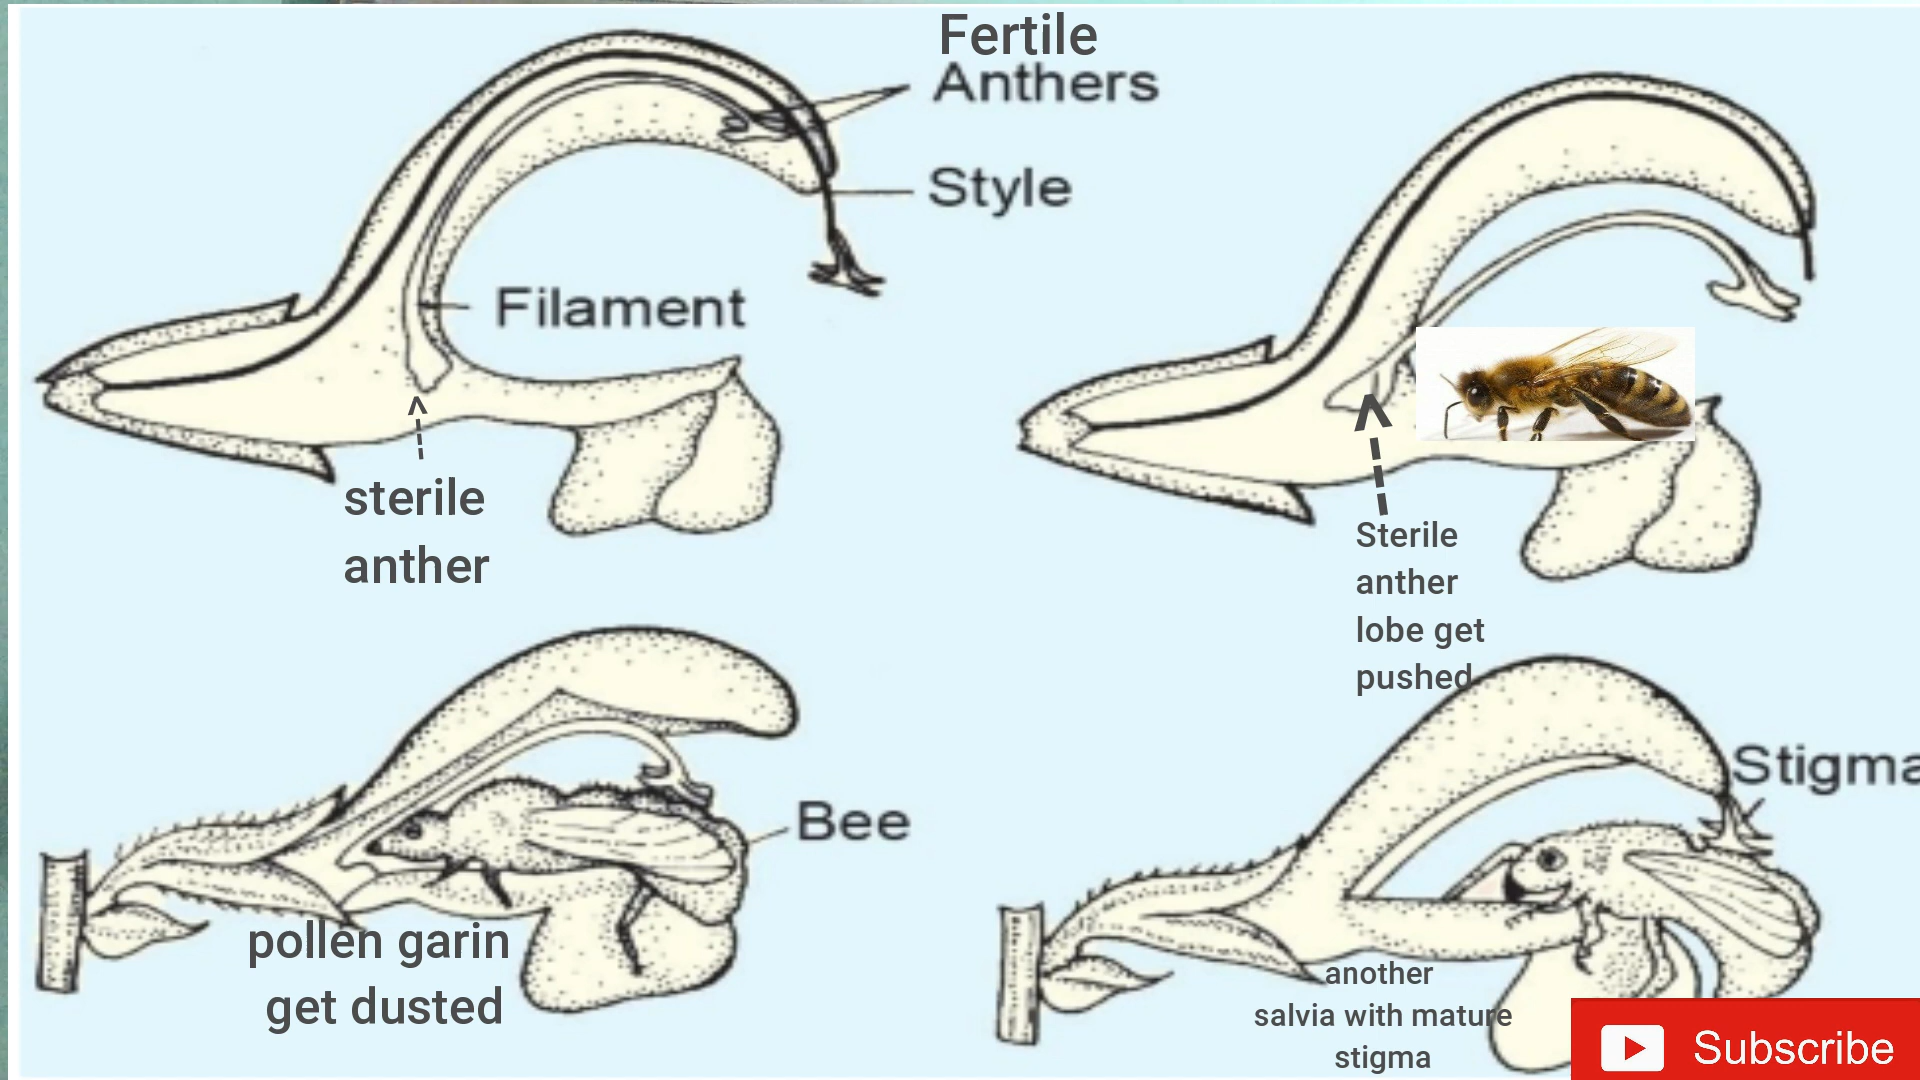 Fertile
Anthers
Style
Filament
sterile
anther
Sterile
anther
lobe get
pushed
Stigma
Bee
pollen garin
get dusted
another
salvia with mature
stigma
Subscribe